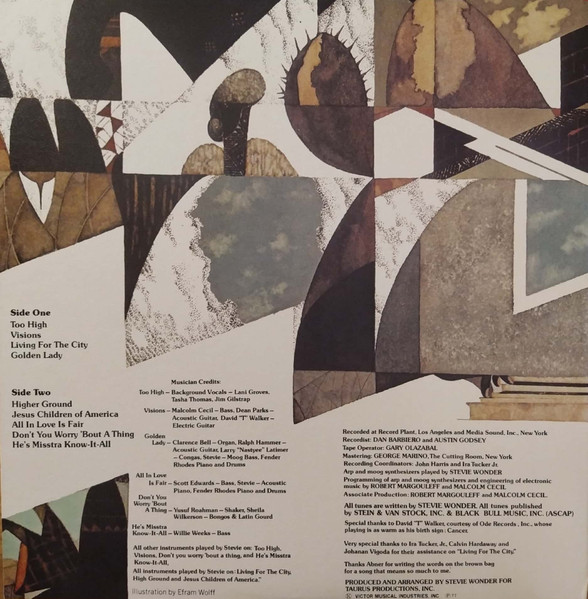 Side One
Too High
Visions
Living For The City
Golden Lady
Side Two
Higher Ground
Jesus Children of America
All In Love Is Fair
Don't You Worry 'Bout A Thing
He's Misstra Know-It-All
Musician Credits:
Too High – Background Vocals – Lani Groves,
Tasha Thomas, Jim Gilstrap
Visions – Malcolm Cecil – Bass, Dean Parks –
Acoustic Guitar, David "T" Walker –
Electric Guitar
Golden
Lady – Clarence Bell – Organ, Ralph Hammer –
Acoustic Guitar, Larry "Nastyee" Latimer
– Congas, Stevie – Moog Bass, Fender
Rhodes Piano and Drums
All In Love
Is Fair – Scott Edwards – Bass, Stevie – Acoustic
Piano, Fender Rhodes Piano and Drums
Don't You
Worry 'Bout
A Thing – Yusuf Roahman – Shaker, Sheila
Wilkerson – Bongos & Latin Gourd
He's Misstra
Know-It-All – Willie Weeks – Bass
All other instruments played by Stevie on: Too High,
Visions, Don't you worry 'bout a thing, and He's Misstra
Know-It-All,
All instruments played by Stevie on: Living For The City,
High Ground and Jesus Children of America."
Illustration by Efram Wolff
Recorded at Record Plant, Los Angeles and Media Sound, Inc., New York
Recordist: DAN BARBIERO and AUSTIN GODSEY
Tape Operator: GARY OLAZABAL
Mastering: GEORGE MARINO, The Cutting Room, New York
Recording Coordinators: John Harris and Ira Tucker Jr.
Arp and moog synthesizers played by STEVIE WONDER
Programming of arp and moog synthesizers and engineering of electronic
music by ROBERT MARGOULEFF and MALCOLM CECIL
Associate Production: ROBERT MARGOULEFF and MALCOLM CECIL.
All tunes are written by STEVIE WONDER. All tunes published
by STEIN & VAN STOCK, INC. & BLACK BULL MUSIC, INC. (ASCAP)
Special thanks to David "T" Walker, courtesy of Ode Records, Inc., whose
playing is as warm as his birth sign: Cancer.
Very special thanks to Ira Tucker, Jr., Calvin Hardaway and
Johanan Vigoda for their assistance on "Living For The City."
Thanks Abner for writing the words on the brown bag
for a song that means so much to me.
PRODUCED AND ARRANGED BY STEVIE WONDER FOR
TAURUS PRODUCTIONS, INC.
VICTOR MUSICAL INDUSTRIES, INC.